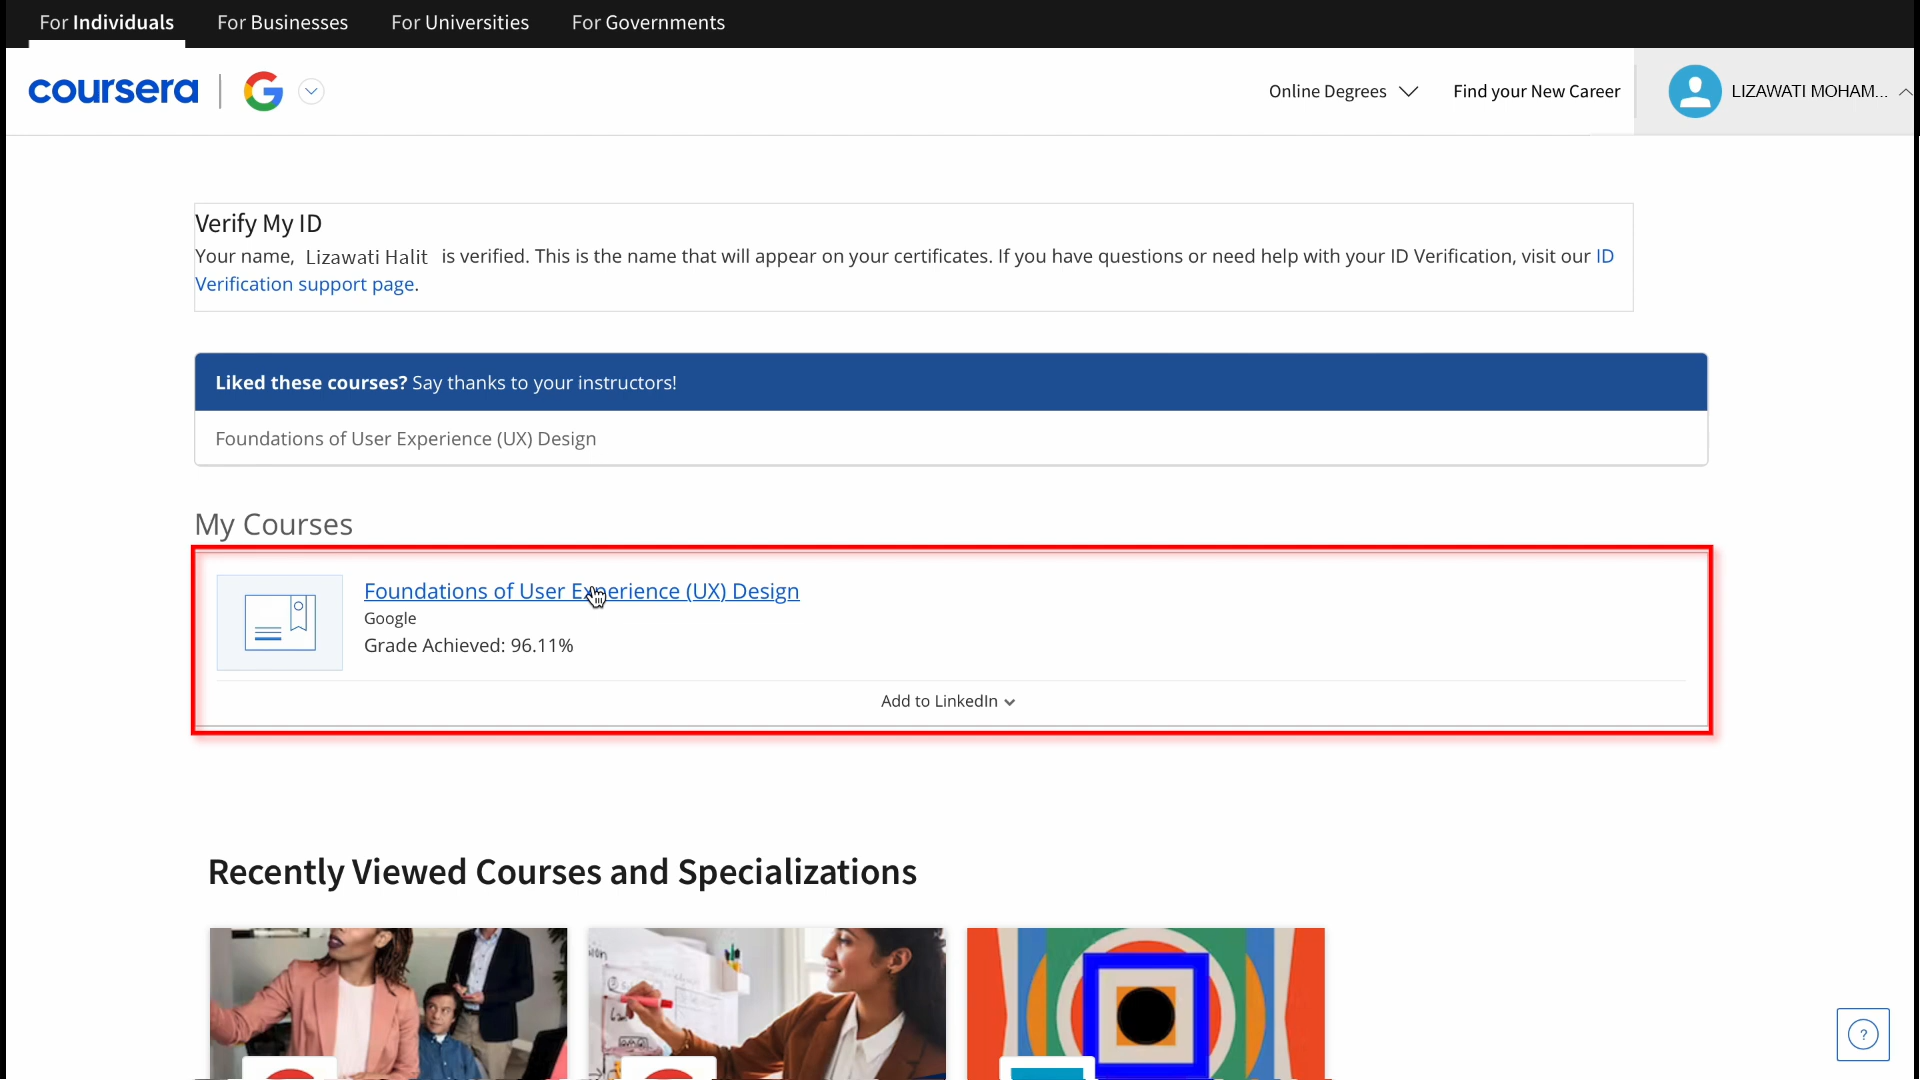 For Individuals For Businesses For Universities For Governments
coursera
Online Degrees Find your New Career LIZAWATI MOHAM...
Verify My ID
Your name, Lizawati Halit is verified. This is the name that will appear on your certificates. If you have questions or need help with your ID Verification, visit our ID
Verification support page.
Liked these courses? Say thanks to your instructors!
Foundations of User Experience (UX) Design
My Courses
Foundations of User Experience (UX) Design
Google
Grade Achieved: 96.11%
Add to LinkedIn
Recently Viewed Courses and Specializations
?